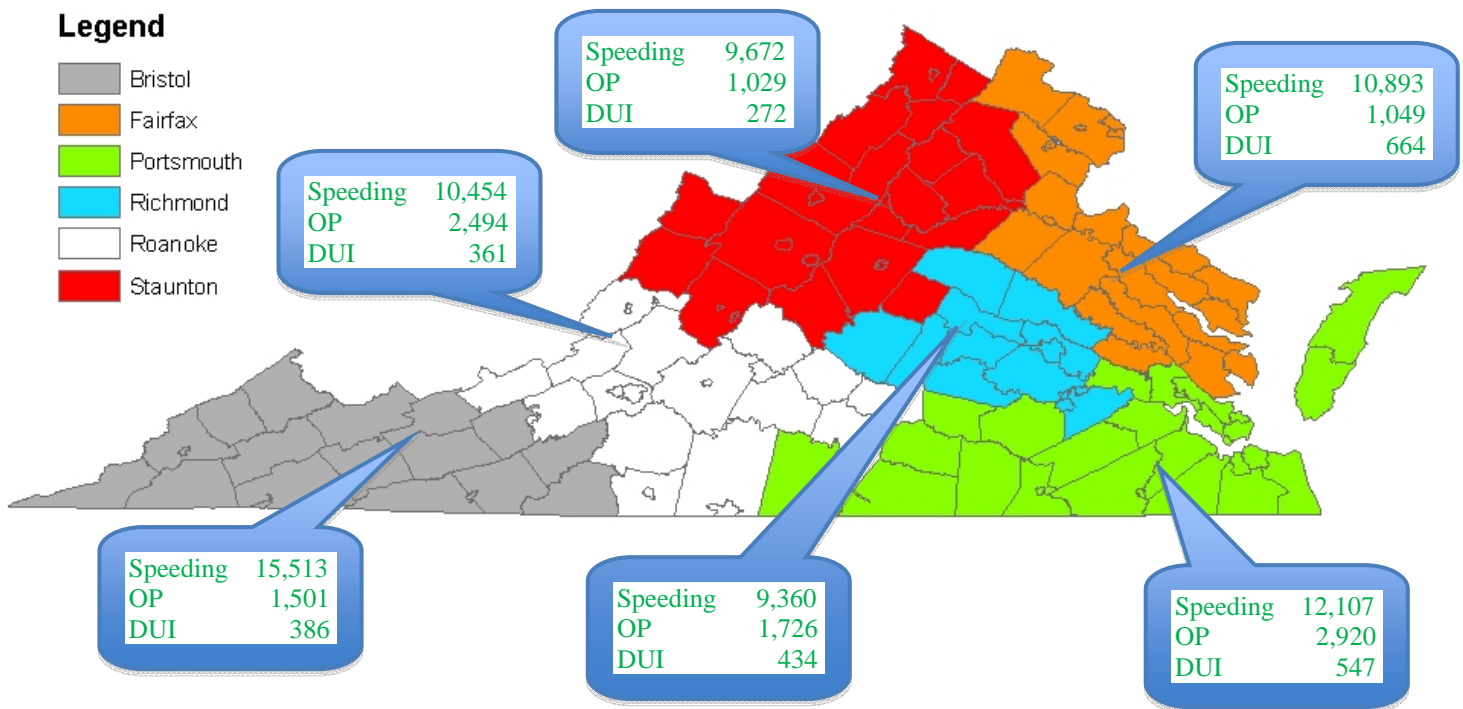 Legend
Bristol
Fairfax
Portsmouth
Richmond
Roanoke
Staunton
Speeding 9,672
OP 1,029
DUI 272
Speeding 10,893
OP 1,049
DUI 664
Speeding 10,454
OP 2,494
DUI 361
Speeding 15,513
OP 1,501
DUI 386
Speeding 9,360
OP 1,726
DUI 434
Speeding 12,107
OP 2,920
DUI 547